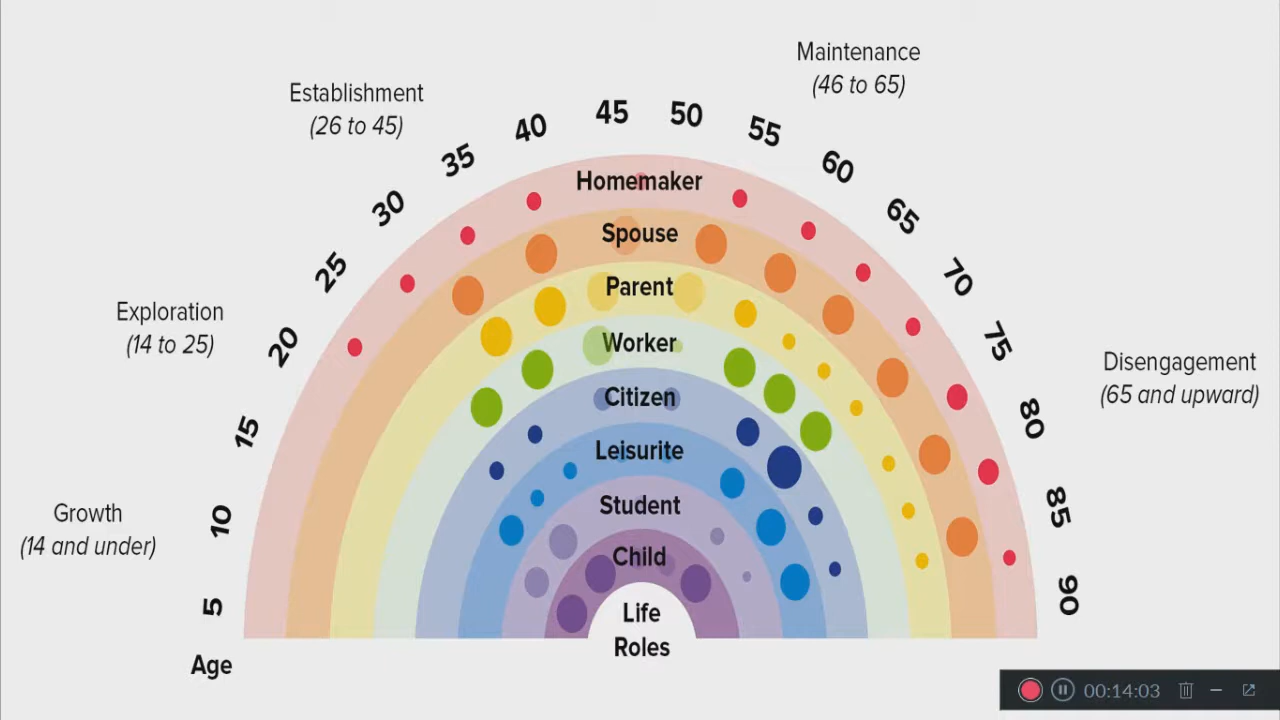 Maintenance
(46 to 65)
Establishment
(26 to 45)
Exploration
(14 to 25)
Growth
(14 and under)
Disengagement
(65 and upward)
5
10
15
20
25
30
35
40
45
50
55
60
65
70
75
80
85
90
Homemaker
Spouse
Parent
Worker
Citizen
Leisurite
Student
Child
Life
Roles
Age
00:14:03